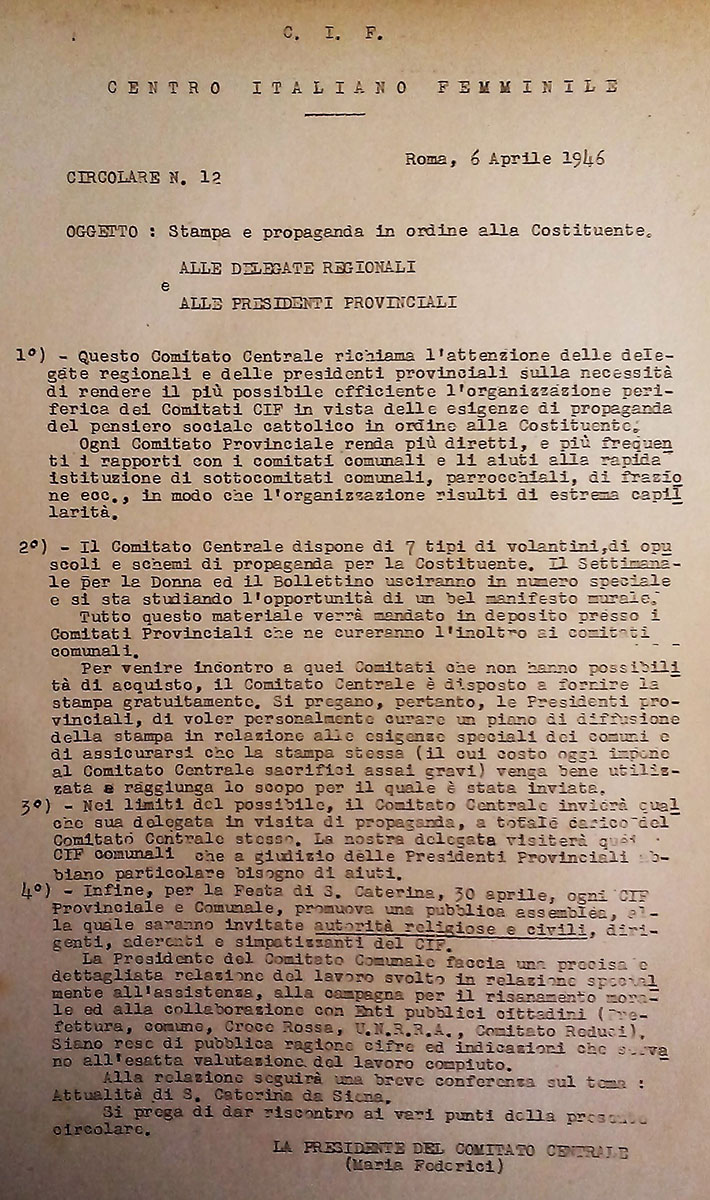 C. I. F.
CENTRO ITALIANO FEMMINILE
Roma, 6 Aprile 1946
CIRCOLARE N. 12
OGGETTO : Stampa e propaganda in ordine alla Costituente.
ALLE DELEGATE REGIONALI
e
ALLE PRESIDENTI PROVINCIALI
1°) - Questo Comitato Centrale richiama l'attenzione delle dele-
gate regionali e delle presidenti provinciali sulla necessità
di rendere il più possibile efficiente l'organizzazione peri-
ferica dei Comitati CIF in vista delle esigenze di propaganda
del pensiero sociale cattolico in ordine alla Costituente.
Ogni Comitato Provinciale renda più diretti, e più frequen
ti i rapporti con i comitati comunali e li aiuti alla rapida
istituzione di sottocomitati comunali, parrocchiali, di frazio
ne ecc., in modo che l'organizzazione risulti di estrema capil
larità.
2°) - Il Comitato Centrale dispone di 7 tipi di volantini,di opu
scoli e schemi di propaganda per la Costituente. Il Settimana-
le per la Donna ed il Bollettino usciranno in numero speciale
e si sta studiando l'opportunità di un bel manifesto murale.
Tutto questo materiale verrà mandato in deposito presso i
Comitati Provinciali che ne cureranno l'inoltro ai comitati
comunali.
Per venire incontro a quei Comitati che non hanno possibili
tà di acquisto, il Comitato Centrale è disposto a fornire la
stampa gratuitamente. Si pregano, pertanto, le Presidenti pro-
vinciali, di voler personalmente curare un piano di diffusione
della stampa in relazione alle esigenze speciali dei comuni e
di assicurarsi che la stampa stessa (il cui costo oggi impone
al Comitato Centrale sacrifici assai gravi) venga bene utiliz-
zata e raggiunga lo scopo per il quale è stata inviata.
3°) - Nei limiti del possibile, il Comitato Centrale invierà qual
che sua delegata in visita di propaganda, a totale carico del
Comitato Centrale stesso. La nostra delegata visiterà quei
CIF comunali che a giudizio delle Presidenti Provinciali
biano particolare bisogno di aiuti.
4°) - Infine, per la Festa di S. Caterina, 30 aprile, ogni CIF
Provinciale e Comunale, promuova una pubblica assemblea, al-
la quale saranno invitate autorità religiose e civili, diri-
genti, aderenti e simpatizzanti del CIF.
La Presidente del Comitato Comunale faccia una precisa e
dettagliata relazione del lavoro svolto in relazione special
mente all'assistenza, alla campagna per il risanamento mora-
le ed alla collaborazione con Enti pubblici cittadini (Pre-
fettura, comune, Croce Rossa, U.N.R.R.A., Comitato Reduci).
Siano rese di pubblica ragione cifre ed indicazioni che serva
no all'esatta valutazione del lavoro compiuto.
Alla relazione seguirà una breve conferenza sul tema :
Attualità di S. Caterina da Siena.
Si prega di dar riscontro ai vari punti della presente
circolare.
LA PRESIDENTE DEL COMITATO CENTRALE
(Maria Federici)